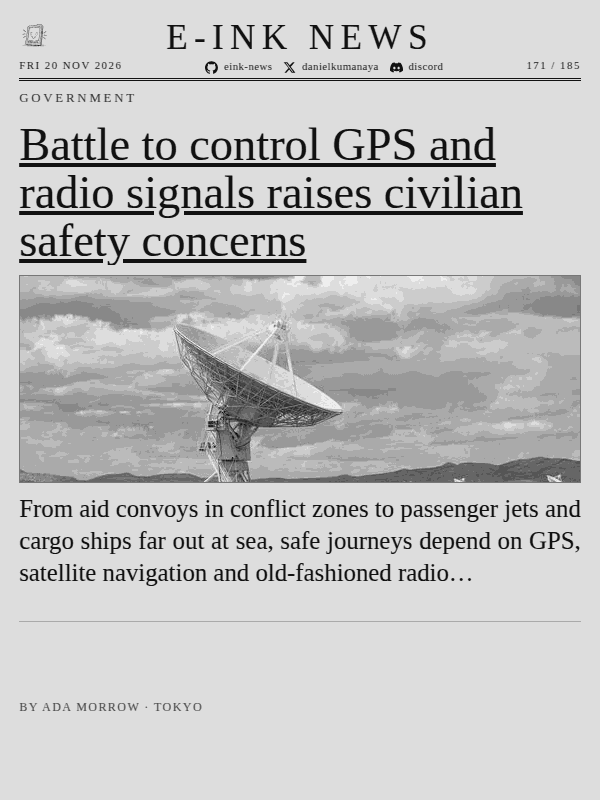 E-INK NEWS
FRI 20 NOV 2026
eink-news
danielkumanaya
discord
171 / 185
GOVERNMENT
Battle to control GPS and
radio signals raises civilian
safety concerns
From aid convoys in conflict zones to passenger jets and
cargo ships far out at sea, safe journeys depend on GPS,
satellite navigation and old-fashioned radio…
BY ADA MORROW · TOKYO